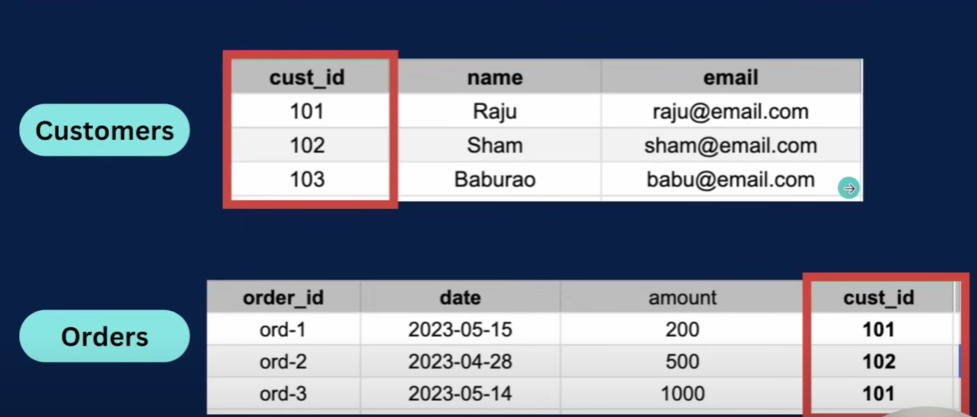 cust_id name email
101 Raju raju@email.com
Customers
102 Sham sham@email.com
103 Baburao babu@email.com
order_id date amount cust_id
ord-1 2023-05-15 200 101
Orders
ord-2 2023-04-28 500 102
ord-3 2023-05-14 1000 101